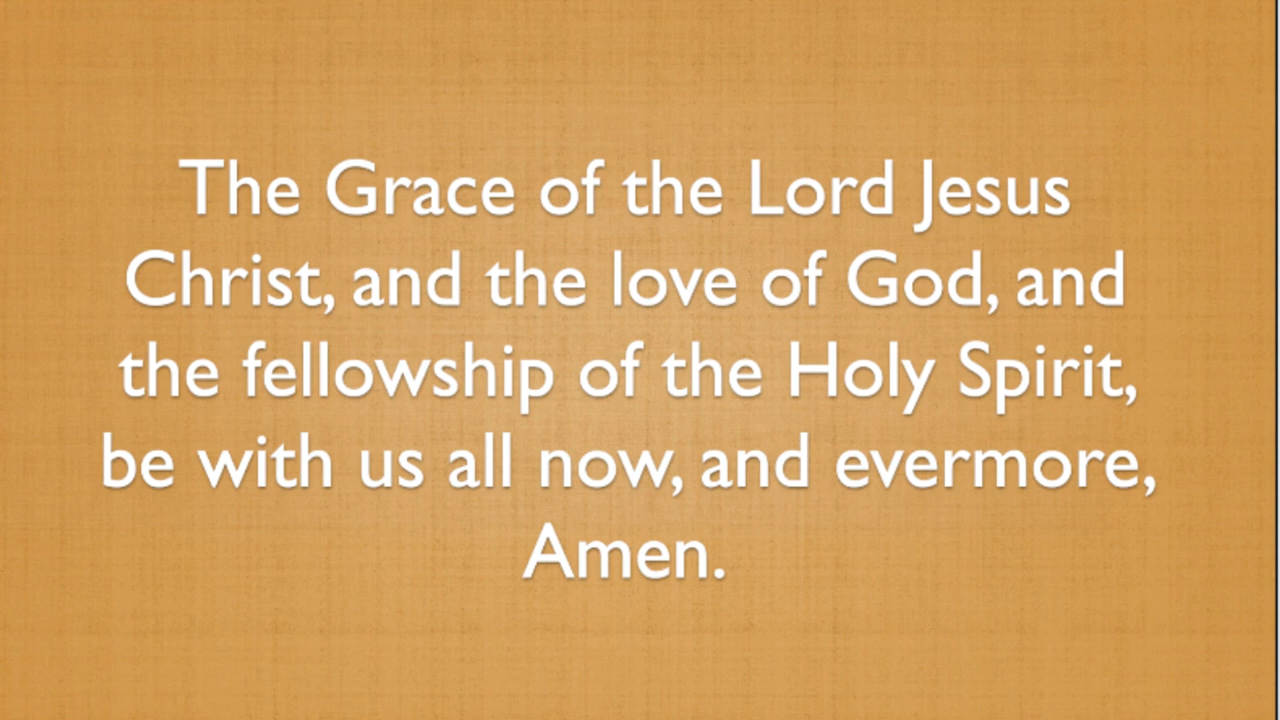 The Grace of the Lord Jesus
Christ, and the love of God, and
the fellowship of the Holy Spirit,
be with us all now, and evermore,
Amen.